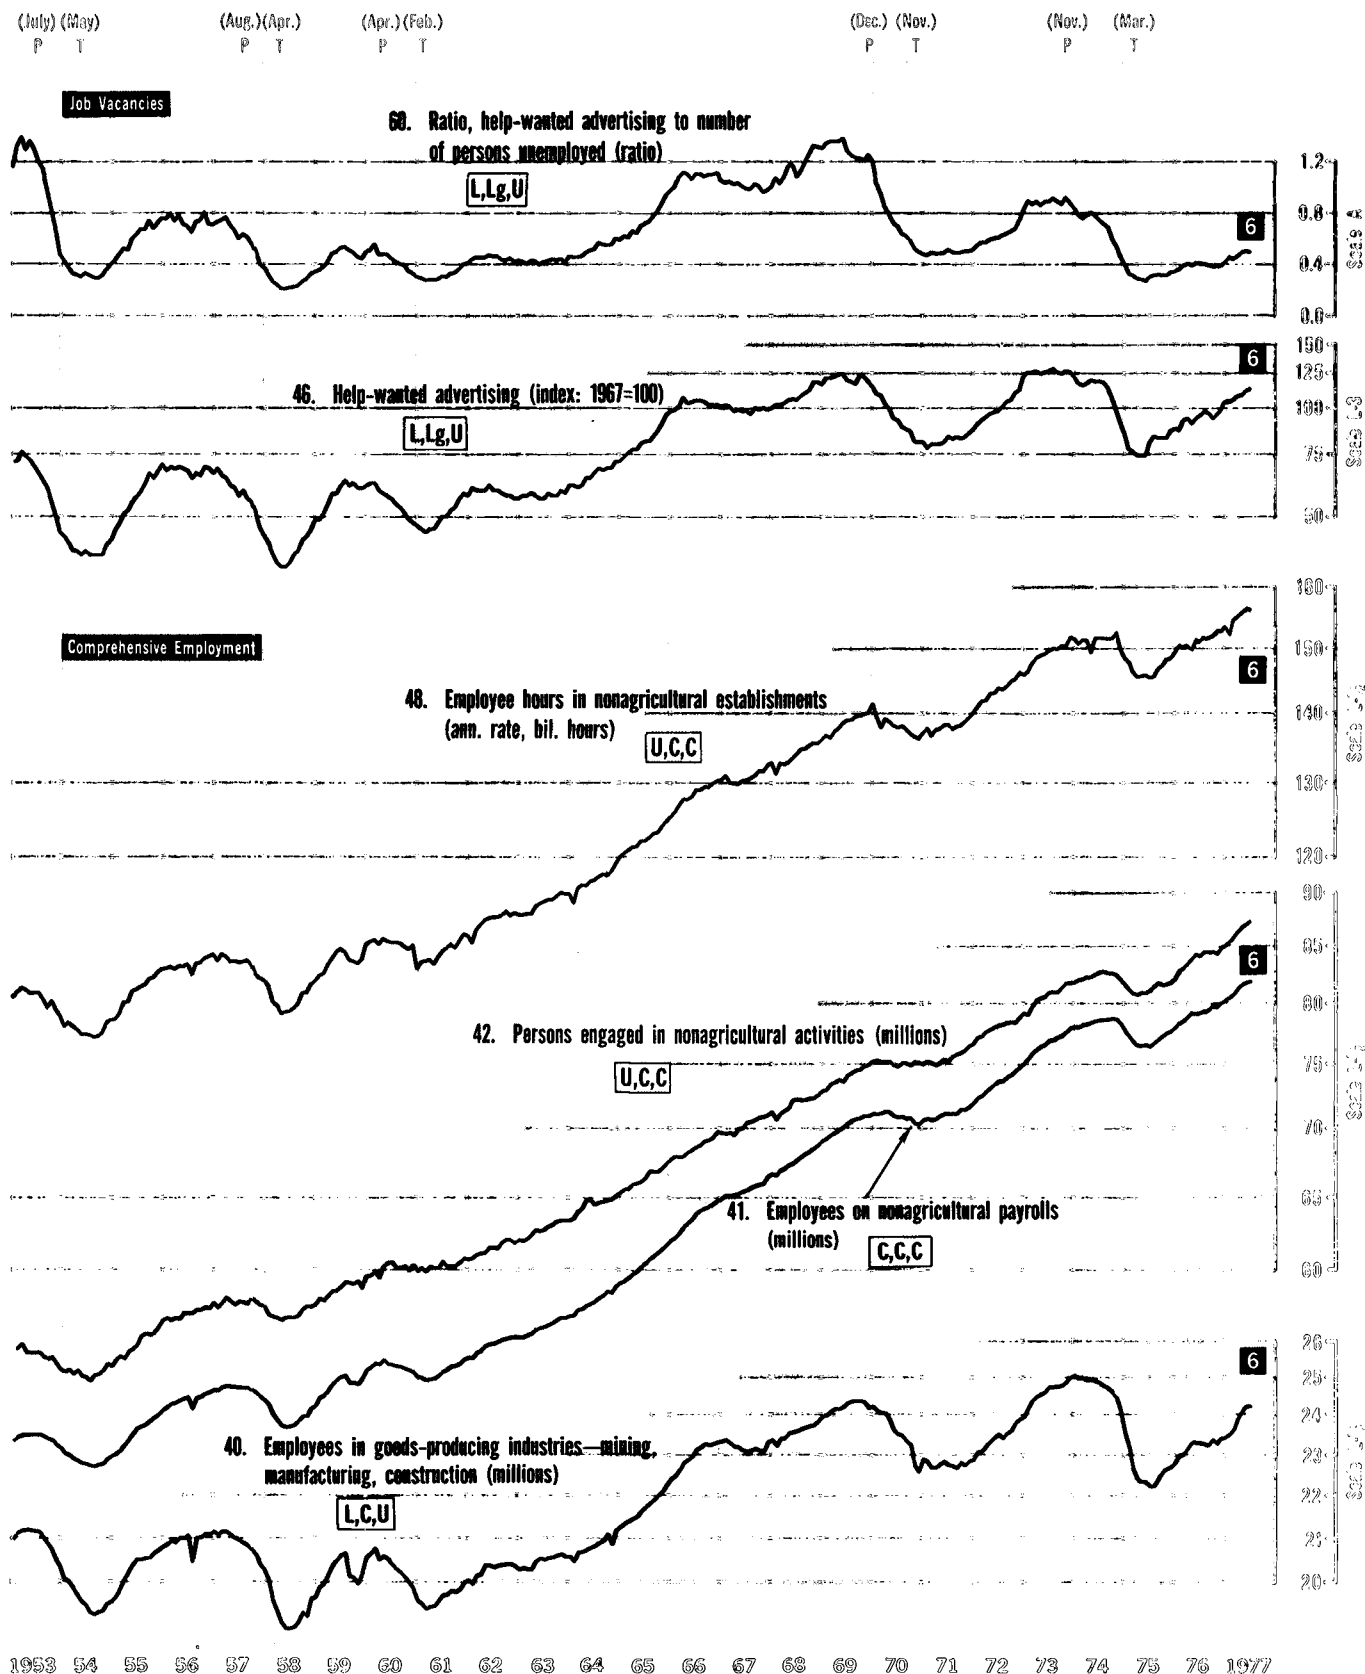 (July) (May) (Aug.) (Apr.) (Apr.) (Feb.) (Dec.) (Nov.) (Nov.) (Mar.)
P T P T P T P T P T
Job Vacancies
60. Ratio, help-wanted advertising to number
of persons unemployed (ratio)
L,Lg,U
1.2
0.8
0.4
0.0
6
Scale A
46. Help-wanted advertising (index: 1967=100)
L,Lg,U
150
125
100
75
50
6
Scale L-3
Comprehensive Employment
48. Employee hours in nonagricultural establishments
(ann. rate, bil. hours)
U,C,C
160
150
140
130
120
6
Scale
42. Persons engaged in nonagricultural activities (millions)
U,C,C
90
85
80
75
70
65
60
6
Scale
41. Employees on nonagricultural payrolls
(millions)
C,C,C
40. Employees in goods-producing industries—mining,
manufacturing, construction (millions)
L,C,U
26
25
24
23
22
21
20
6
Scale
1953 54 55 56 57 58 59 60 61 62 63 64 65 66 67 68 69 70 71 72 73 74 75 76 1977